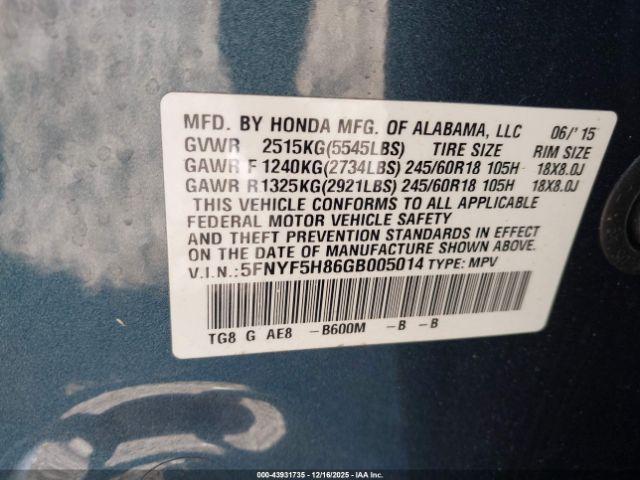 MFD. BY HONDA MFG. OF ALABAMA, LLC 06/'15
GVWR 2515KG(5545LBS) TIRE SIZE RIM SIZE
GAWR F 1240KG(2734LBS) 245/60R18 105H 18X8.0J
GAWR R1325KG(2921LBS) 245/60R18 105H 18X8.0J
THIS VEHICLE CONFORMS TO ALL APPLICABLE
FEDERAL MOTOR VEHICLE SAFETY
AND THEFT PREVENTION STANDARDS IN EFFECT
ON THE DATE OF MANUFACTURE SHOWN ABOVE.
V.I.N.:5FNYF5H86GB005014 TYPE: MPV
TG8 G AE8 -B600M -B -B
000-43931735 - 12/16/2025 - IAAI.COM